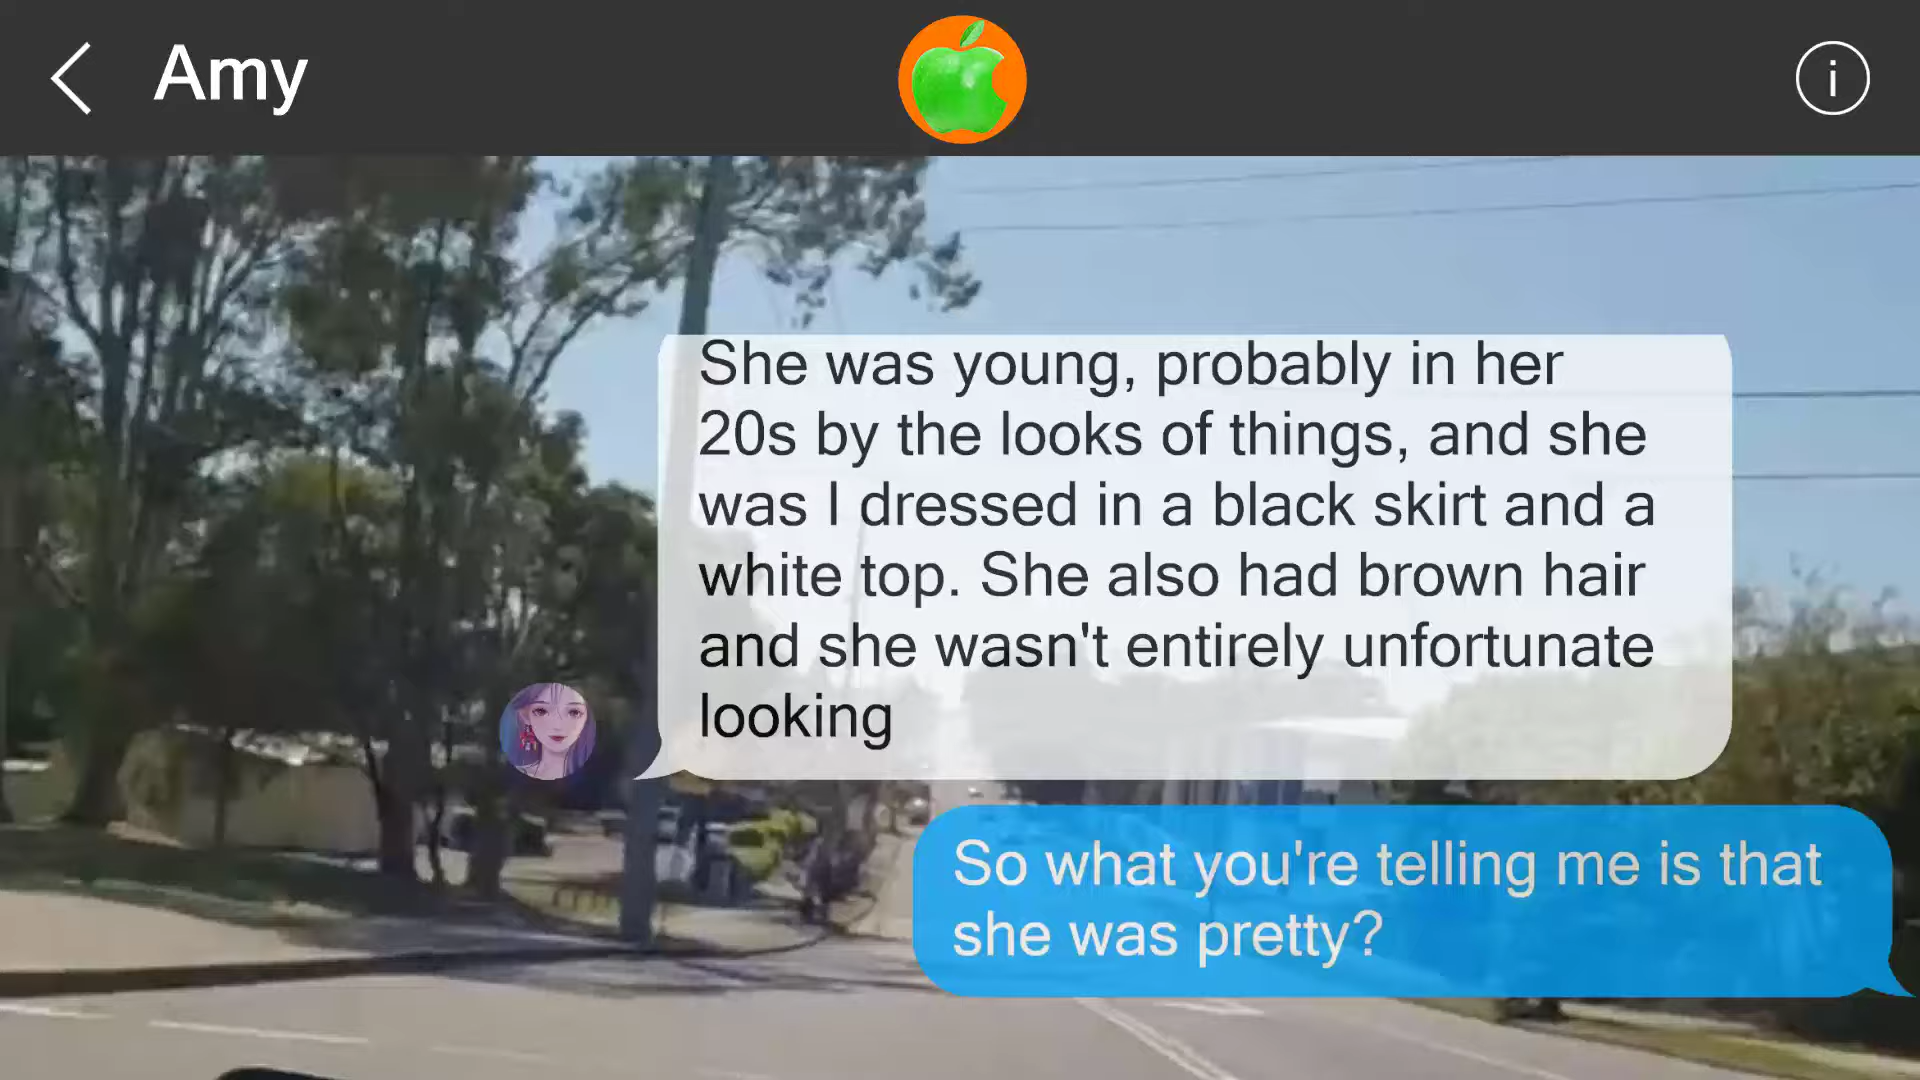 Amy
i
She was young, probably in her
20s by the looks of things, and she
was I dressed in a black skirt and a
white top. She also had brown hair
and she wasn't entirely unfortunate
looking
So what you're telling me is that
she was pretty?